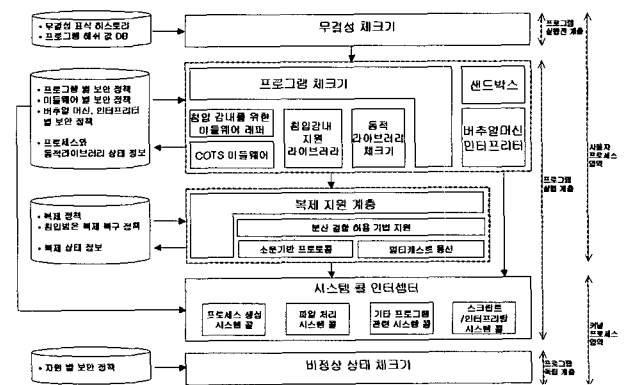 • 무결성 표식 히스토리
• 프로그램 해쉬 값 DB
무결성 체크기
프로그램
실행전 계층
• 프로그램 별 보안 정책
• 미들웨어 별 보안 정책
• 버추얼 머신, 인터프리터
별 보안 정책
• 프로세스와
동적라이브러리 상태 정보
프로그램 체크기
샌드박스
침입 감내를 위한
미들웨어 래퍼
COTS 미들웨어
침입감내
지원
라이브러리
동적
라이브러리
체크기
버추얼머신
인터프리터
사용자
프로세스
영역
프로그램
실행 계층
• 복제 정책
• 침입받은 복제 복구 정책
• 복제 상태 정보
복제 지원 계층
분산 결함 허용 기법 지원
소문기반 프로토콜
멀티캐스트 통신
시스템 콜 인터셉터
프로세스 생성
시스템 콜
파일 처리
시스템 콜
기타 프로그램
관련 시스템 콜
스크립트
/인터프리팅
시스템 콜
커널
프로세스
영역
• 자원 별 보안 정책
비정상 상태 체크기
프로그램
독립 계층